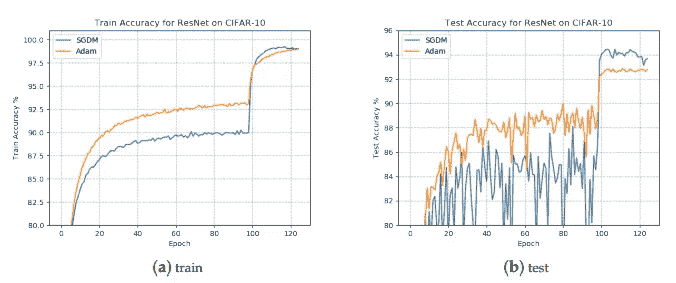 Train Accuracy for ResNet on CIFAR-10
SGDM
Adam
100.0
97.5
95.0
92.5
90.0
87.5
85.0
82.5
80.0
Train Accuracy %
0 20 40 60 80 100 120
Epoch
(a) train
Test Accuracy for ResNet on CIFAR-10
SGDM
Adam
96
94
92
90
88
86
84
82
80
Test Accuracy %
0 20 40 60 80 100 120
Epoch
(b) test